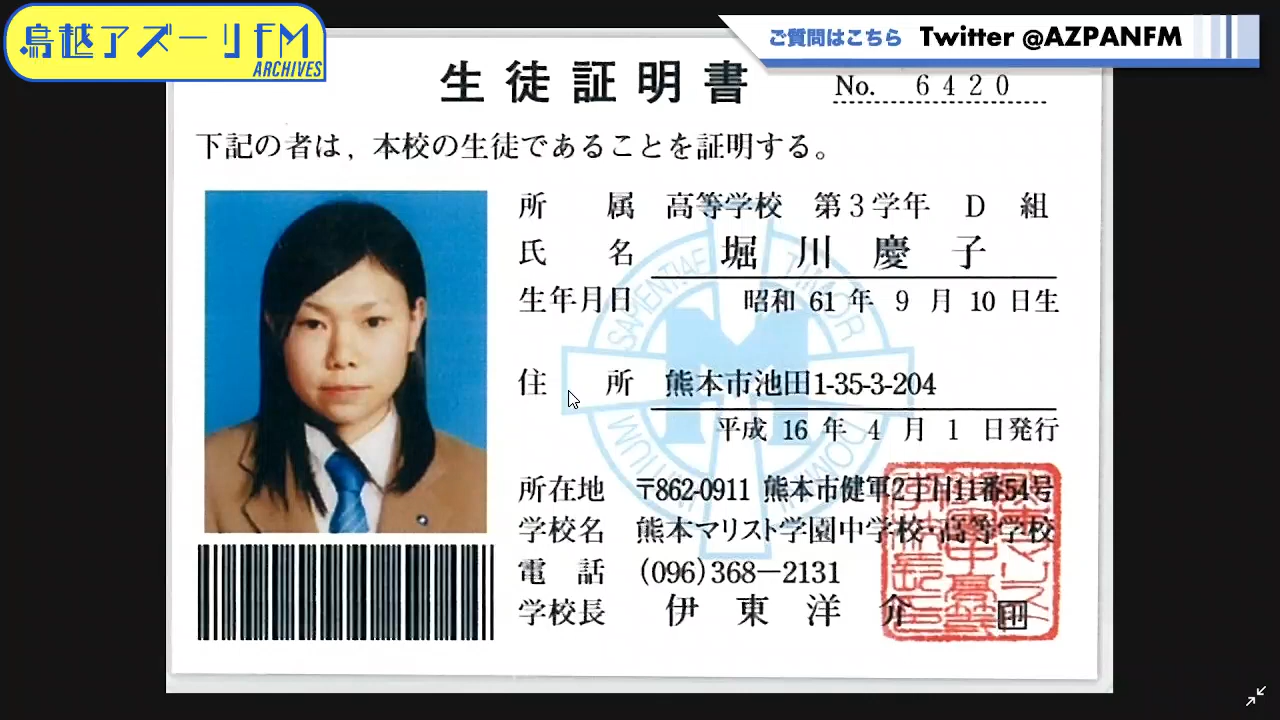 鳥越アズーリFM
ARCHIVES
ご質問はこちら Twitter @AZPANFM
生徒証明書
No. 6420
下記の者は，本校の生徒であることを証明する。
所属 高等学校 第3学年 D 組
氏名 堀川慶子
生年月日 昭和 61 年 9 月 10 日生
住所 熊本市池田1-35-3-204
平成 16 年 4 月 1 日発行
所在地 〒862-0911 熊本市健軍2丁目11番54号
学校名 熊本マリスト学園中学校・高等学校
電話 (096)368－2131
学校長 伊東洋介 印
SAPIENTIAE
TIMOR
DOMINI